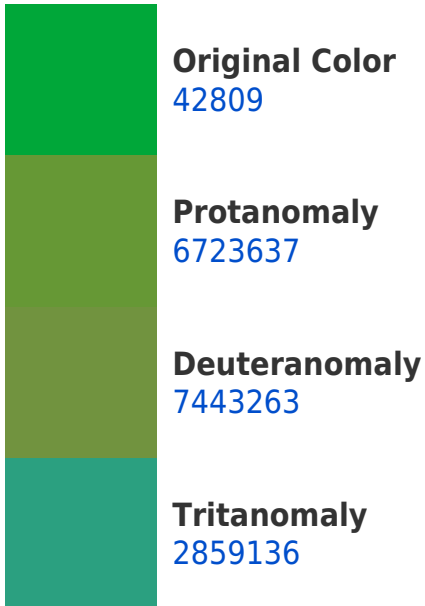 Original Color
42809
Protanomaly
6723637
Deuteranomaly
7443263
Tritanomaly
2859136